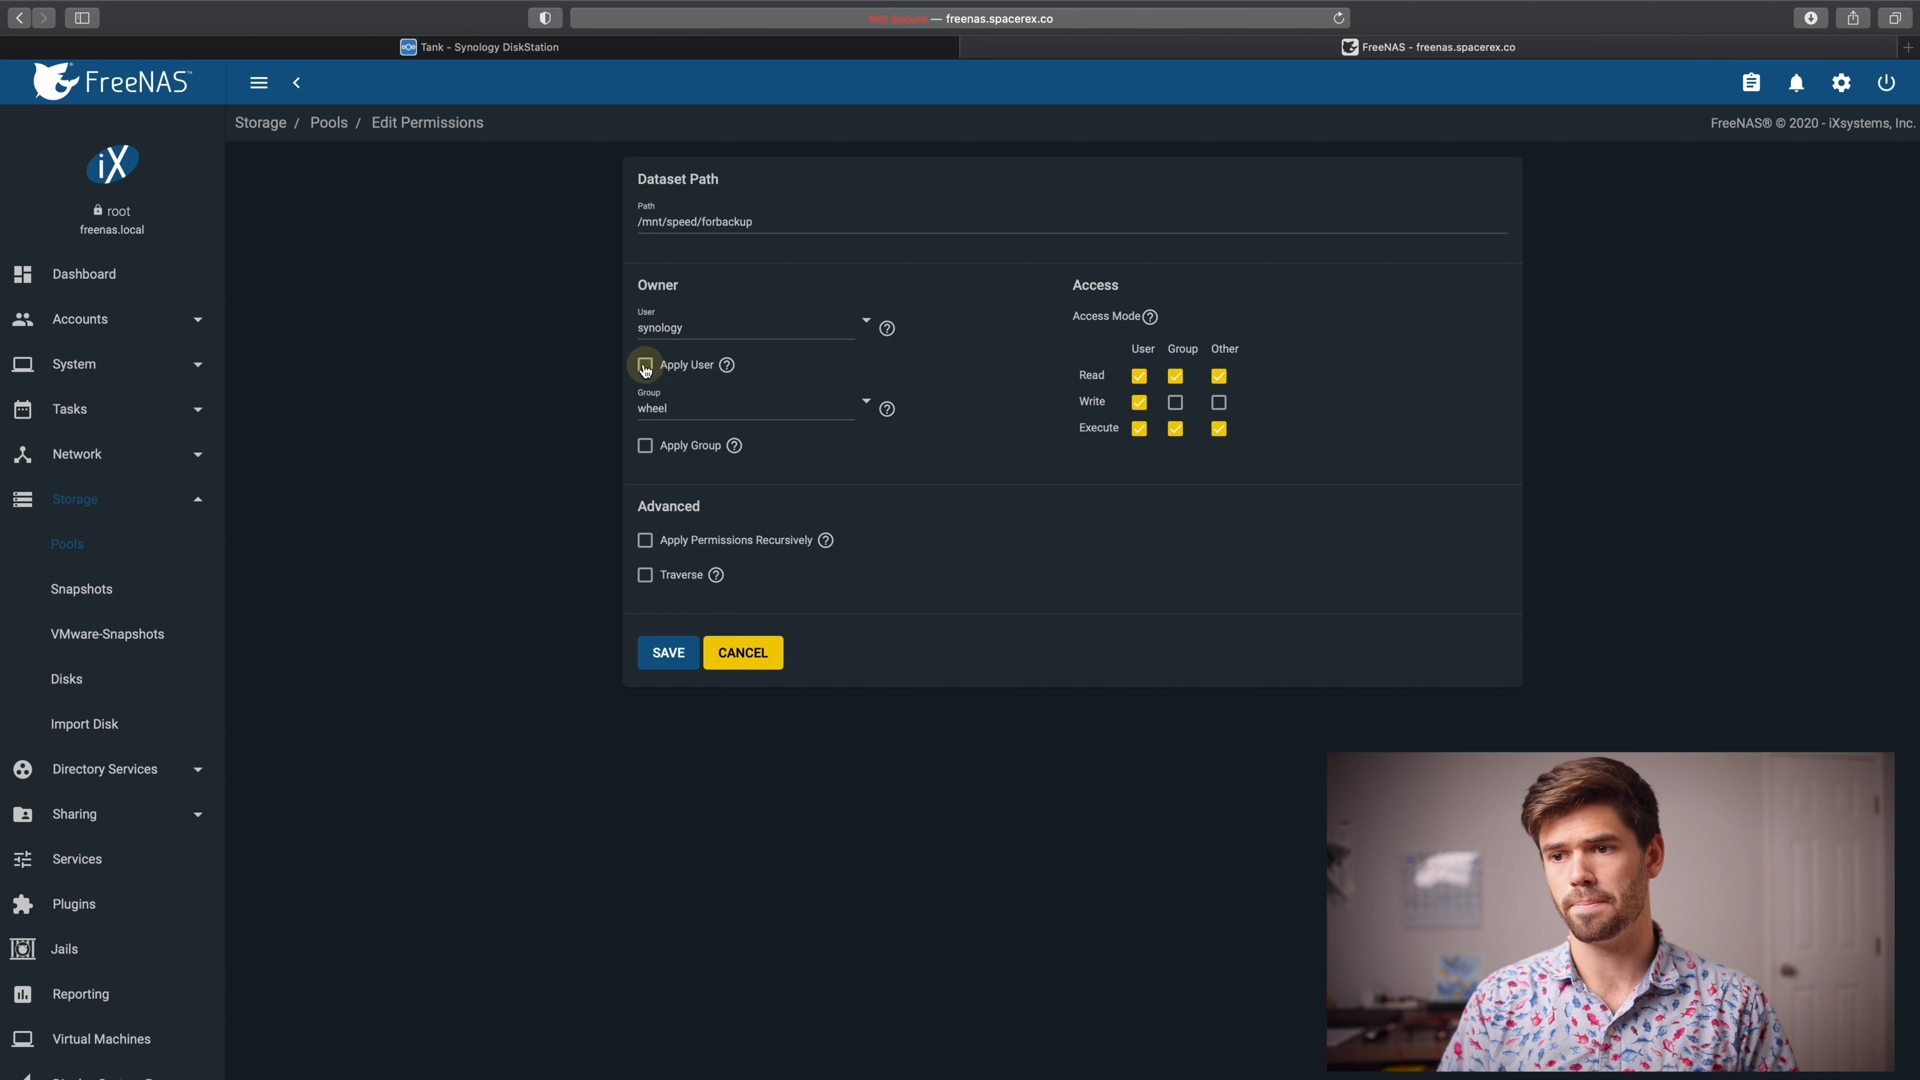 Not Secure — freenas.spacerex.co
Tank - Synology DiskStation
FreeNAS - freenas.spacerex.co
FreeNAS™
Storage / Pools / Edit Permissions
FreeNAS® © 2020 - iXsystems, Inc.
iX
root
freenas.local
Dashboard
Accounts
System
Tasks
Network
Storage
Pools
Snapshots
VMware-Snapshots
Disks
Import Disk
Directory Services
Sharing
Services
Plugins
Jails
Reporting
Virtual Machines
Dataset Path
Path
/mnt/speed/forbackup
Owner
User
synology
Apply User
Group
wheel
Apply Group
Access
Access Mode
User Group Other
Read
Write
Execute
Advanced
Apply Permissions Recursively
Traverse
SAVE CANCEL